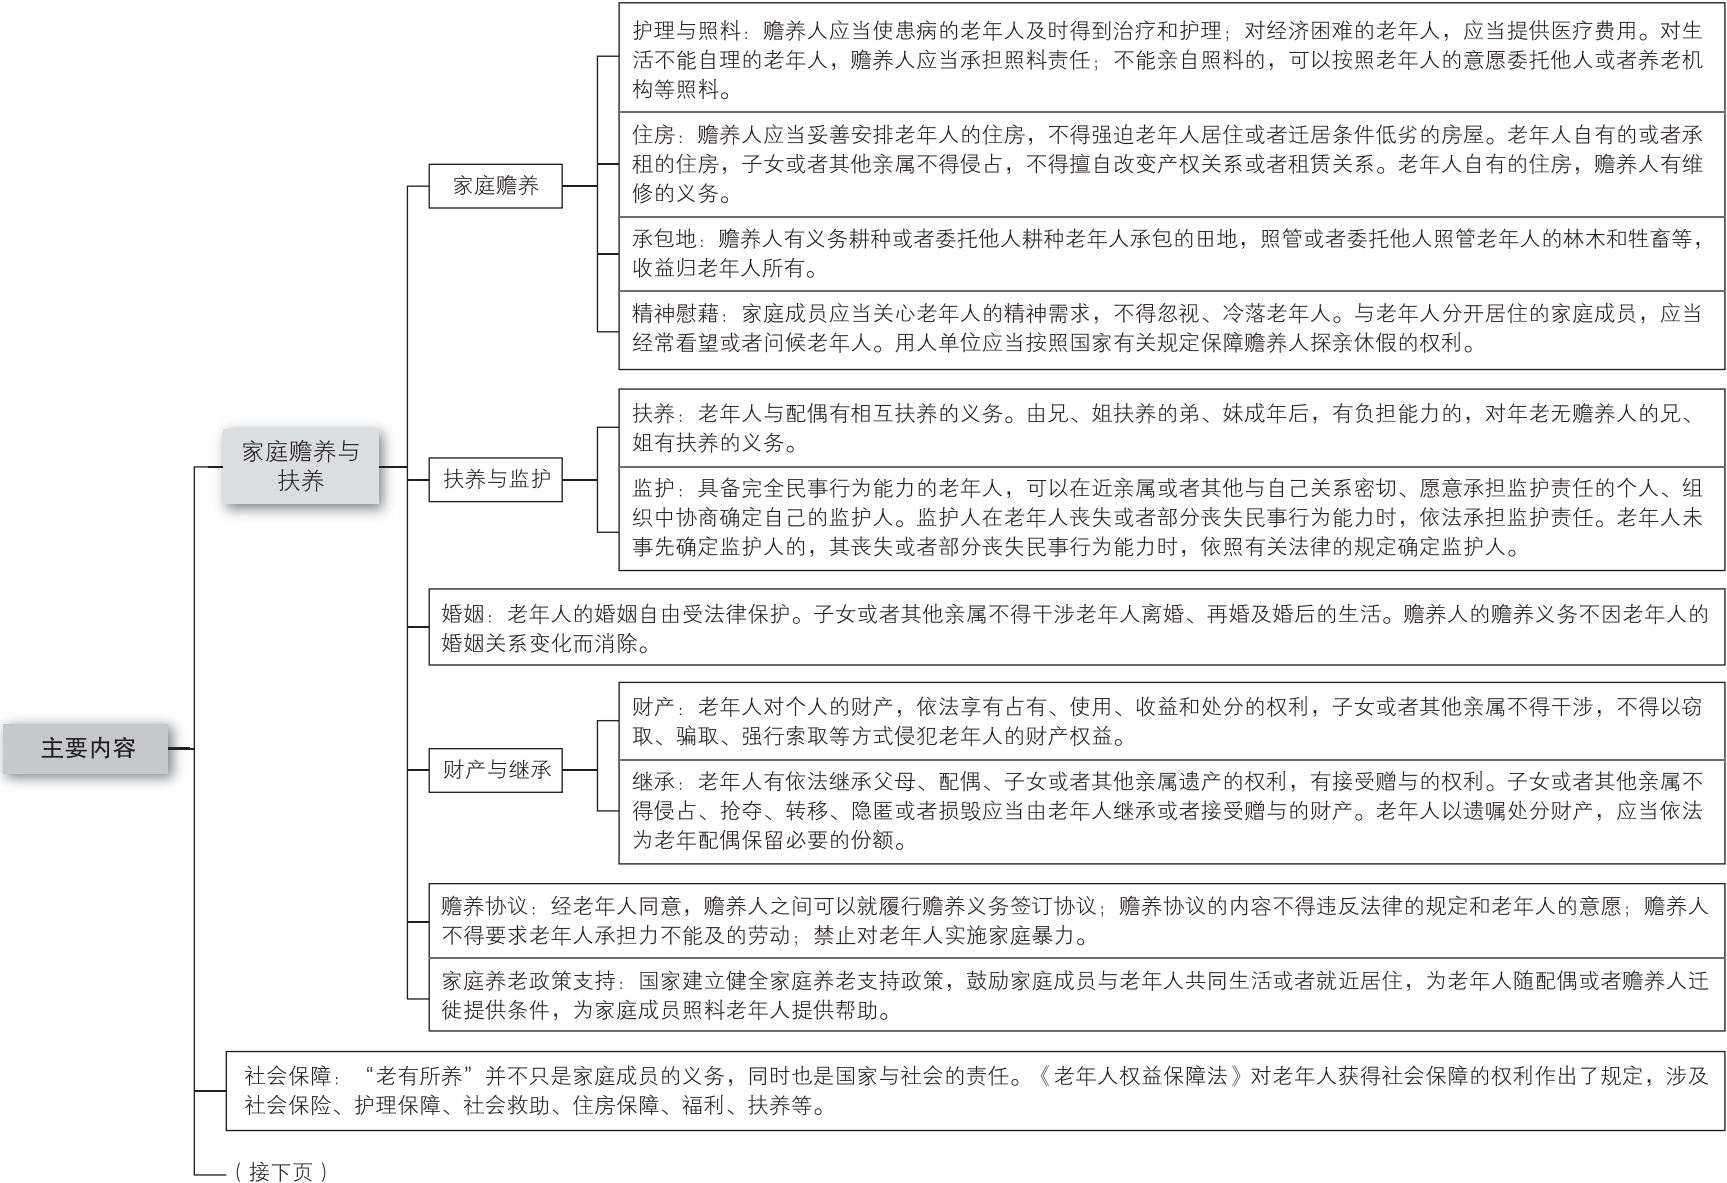 护理与照料：赡养人应当使患病的老年人及时得到治疗和护理；对经济困难的老年人，应当提供医疗费用。对生
活不能自理的老年人，赡养人应当承担照料责任；不能亲自照料的，可以按照老年人的意愿委托他人或者养老机
构等照料。
住房：赡养人应当妥善安排老年人的住房，不得强迫老年人居住或者迁居条件低劣的房屋。老年人自有的或者承
租的住房，子女或者其他亲属不得侵占，不得擅自改变产权关系或者租赁关系。老年人自有的住房，赡养人有维
修的义务。
家庭赡养
承包地：赡养人有义务耕种或者委托他人耕种老年人承包的田地，照管或者委托他人照管老年人的林木和牲畜等，
收益归老年人所有。
精神慰藉：家庭成员应当关心老年人的精神需求，不得忽视、冷落老年人。与老年人分开居住的家庭成员，应当
经常看望或者问候老年人。用人单位应当按照国家有关规定保障赡养人探亲休假的权利。
家庭赡养与
扶养
扶养：老年人与配偶有相互扶养的义务。由兄、姐扶养的弟、妹成年后，有负担能力的，对年老无赡养人的兄、
姐有扶养的义务。
扶养与监护
监护：具备完全民事行为能力的老年人，可以在近亲属或者其他与自己关系密切、愿意承担监护责任的个人、组
织中协商确定自己的监护人。监护人在老年人丧失或者部分丧失民事行为能力时，依法承担监护责任。老年人未
事先确定监护人的，其丧失或者部分丧失民事行为能力时，依照有关法律的规定确定监护人。
婚姻：老年人的婚姻自由受法律保护。子女或者其他亲属不得干涉老年人离婚、再婚及婚后的生活。赡养人的赡养义务不因老年人的
婚姻关系变化而消除。
主要内容
财产：老年人对个人的财产，依法享有占有、使用、收益和处分的权利，子女或者其他亲属不得干涉，不得以窃
取、骗取、强行索取等方式侵犯老年人的财产权益。
财产与继承
继承：老年人有依法继承父母、配偶、子女或者其他亲属遗产的权利，有接受赠与的权利。子女或者其他亲属不
得侵占、抢夺、转移、隐匿或者损毁应当由老年人继承或者接受赠与的财产。老年人以遗嘱处分财产，应当依法
为老年配偶保留必要的份额。
赡养协议：经老年人同意，赡养人之间可以就履行赡养义务签订协议；赡养协议的内容不得违反法律的规定和老年人的意愿；赡养人
不得要求老年人承担力不能及的劳动；禁止对老年人实施家庭暴力。
家庭养老政策支持：国家建立健全家庭养老支持政策，鼓励家庭成员与老年人共同生活或者就近居住，为老年人随配偶或者赡养人迁
徙提供条件，为家庭成员照料老年人提供帮助。
社会保障：“老有所养”并不只是家庭成员的义务，同时也是国家与社会的责任。《老年人权益保障法》对老年人获得社会保障的权利作出了规定，涉及
社会保险、护理保障、社会救助、住房保障、福利、扶养等。
（接下页）